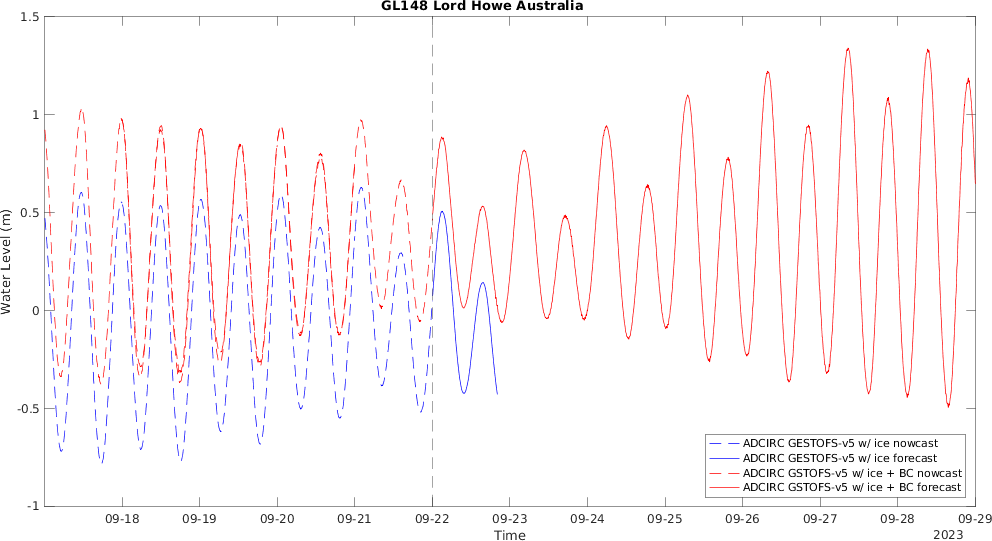 GL148 Lord Howe Australia
1.5
1
0.5
0
-0.5
-1
Water Level (m)
ADCIRC GESTOFS-v5 w/ ice nowcast
ADCIRC GESTOFS-v5 w/ ice forecast
ADCIRC GSTOFS-v5 w/ ice + BC nowcast
ADCIRC GSTOFS-v5 w/ ice + BC forecast
09-18 09-19 09-20 09-21 09-22 09-23 09-24 09-25 09-26 09-27 09-28 09-29
Time
2023